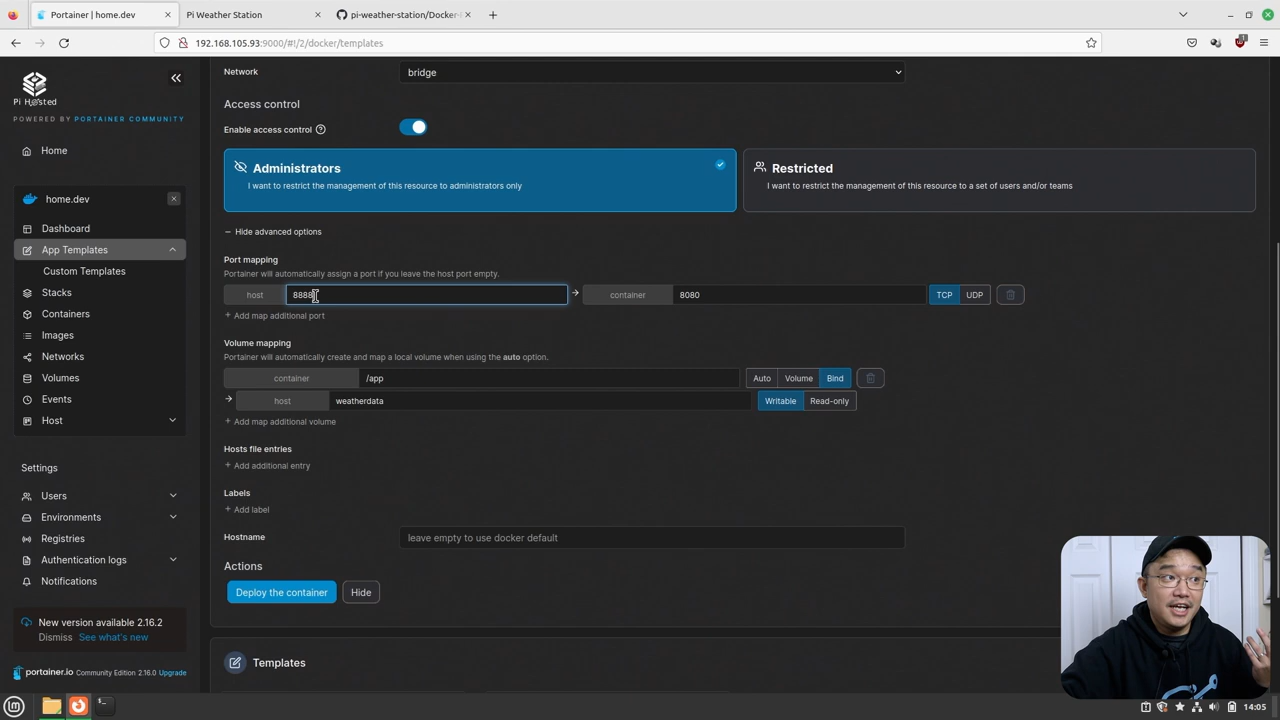 Portainer | home.dev
Pi Weather Station
pi-weather-station/Docker-
192.168.105.93:9000/#!/2/docker/templates
1
Pi Hosted
POWERED BY PORTAINER COMMUNITY
Home
home.dev
Dashboard
App Templates
Custom Templates
Stacks
Containers
Images
Networks
Volumes
Events
Host
Settings
Users
Environments
Registries
Authentication logs
Notifications
New version available 2.16.2
Dismiss See what's new
portainer.io Community Edition 2.16.0 Upgrade
Network
bridge
Access control
Enable access control
Administrators
I want to restrict the management of this resource to administrators only
Restricted
I want to restrict the management of this resource to a set of users and/or teams
Hide advanced options
Port mapping
Portainer will automatically assign a port if you leave the host port empty.
host 8888 → container 8080 TCP UDP
+ Add map additional port
Volume mapping
Portainer will automatically create and map a local volume when using the auto option.
container /app Auto Volume Bind
→ host weatherdata Writable Read-only
+ Add map additional volume
Hosts file entries
+ Add additional entry
Labels
+ Add label
Hostname
leave empty to use docker default
Actions
Deploy the container Hide
Templates
14:05